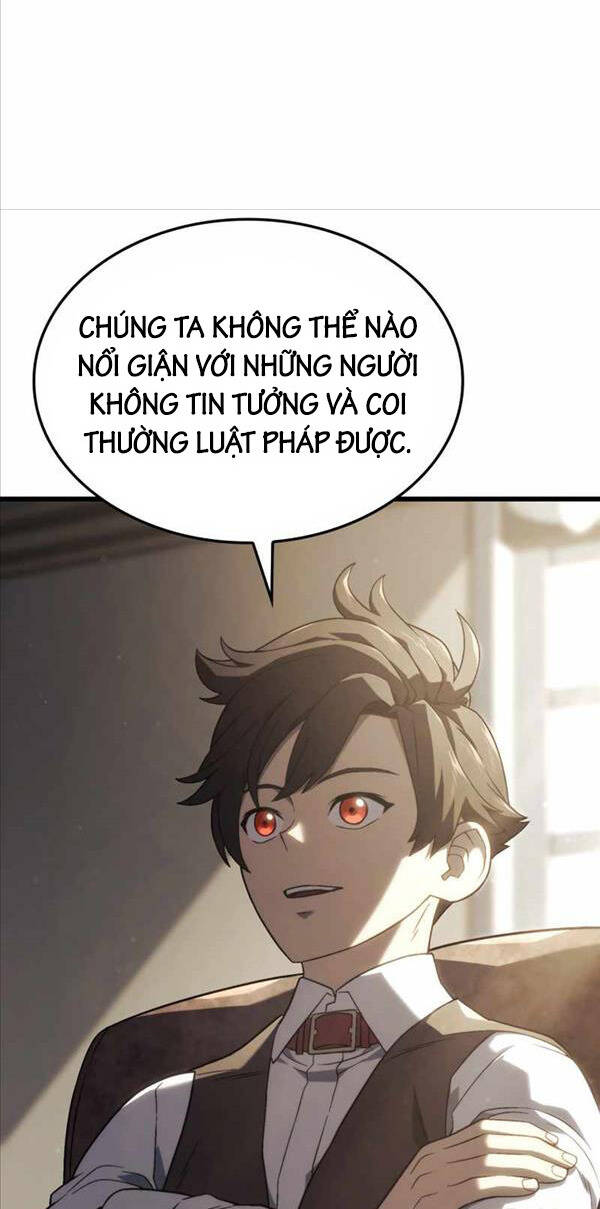 CHÚNG TA KHÔNG THỂ NÀO
NỔI GIẬN VỚI NHỮNG NGƯỜI
KHÔNG TIN TƯỞNG VÀ COI
THƯỜNG LUẬT PHÁP ĐƯỢC.